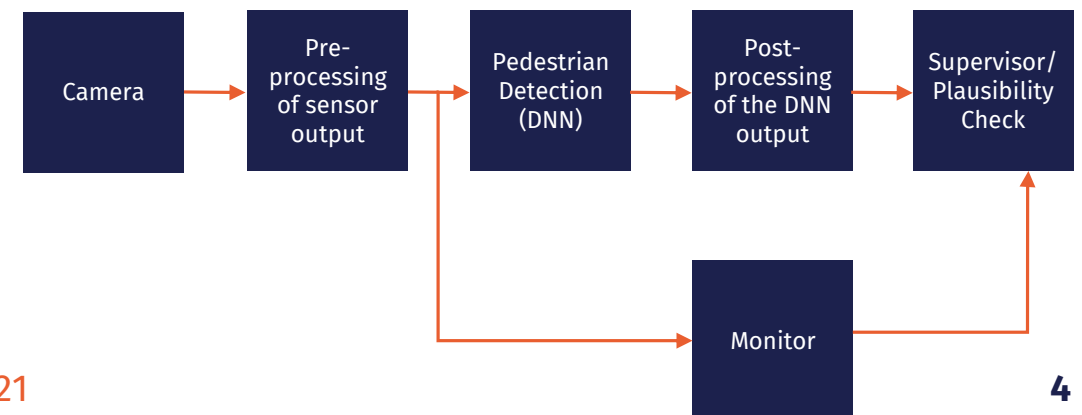 Camera
Pre-
processing
of sensor
output
Pedestrian
Detection
(DNN)
Post-
processing
of the DNN
output
Supervisor/
Plausibility
Check
Monitor
21
4